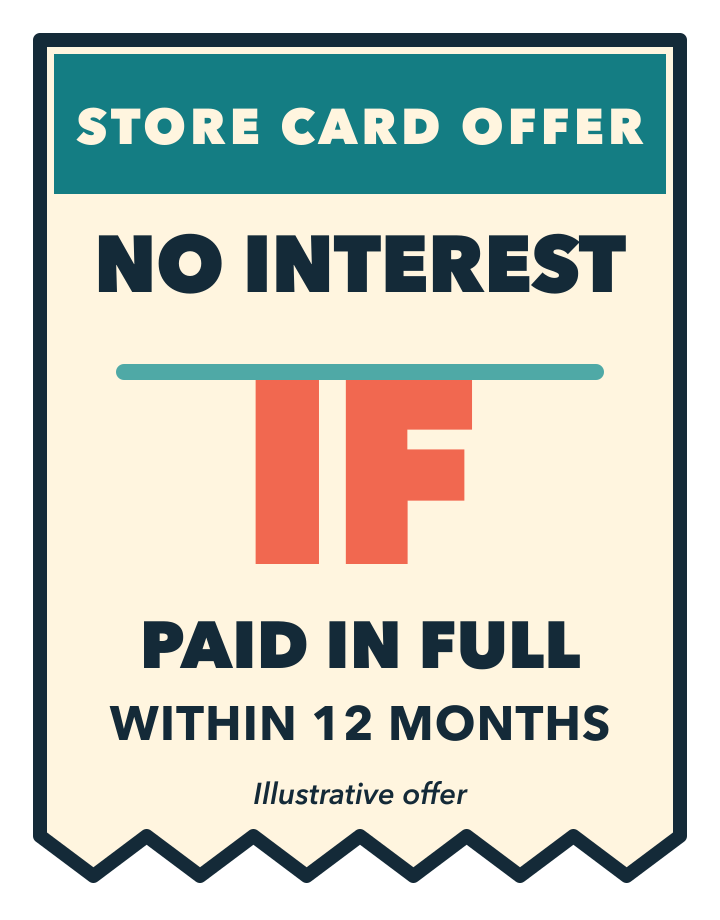 STORE CARD OFFER
NO INTEREST
IF
PAID IN FULL
WITHIN 12 MONTHS
Illustrative offer